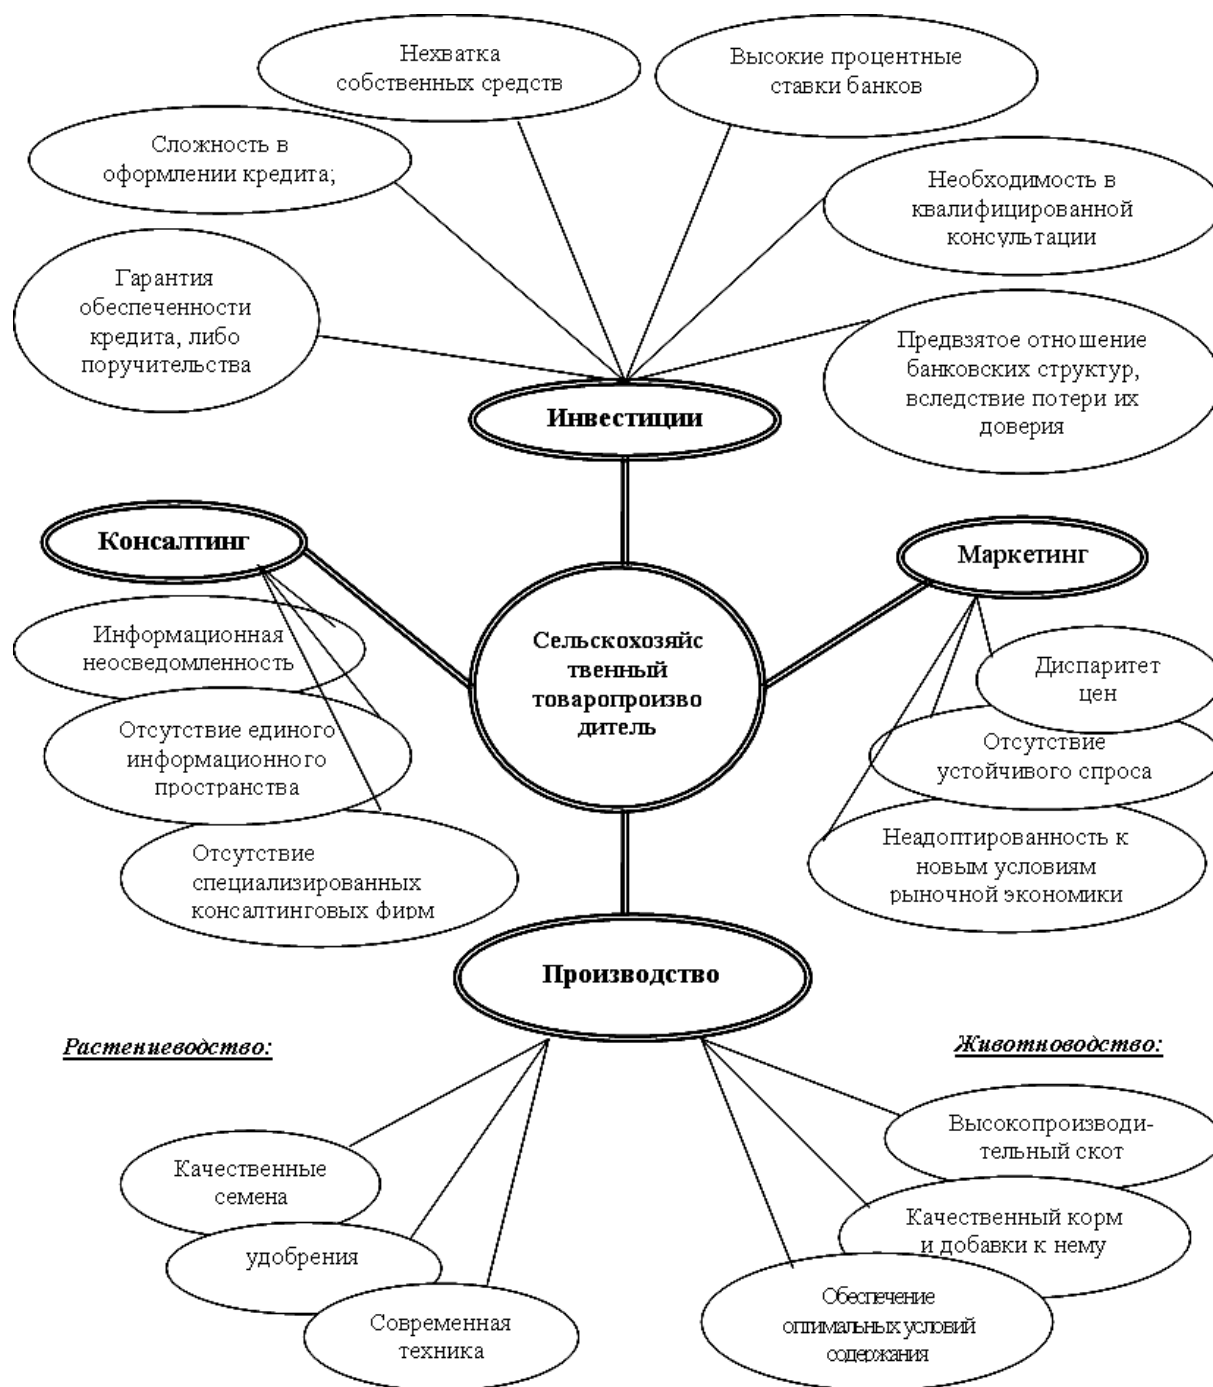 Нехватка
собственных средств
Высокие процентные
ставки банков
Сложность в
оформлении кредита;
Необходимость в
квалифицированной
консультации
Гарантия
обеспеченности
кредита, либо
поручительства
Предвзятое отношение
банковских структур,
вследствие потери их
доверия
Инвестиции
Консалтинг
Маркетинг
Информационная
неосведомленность
Отсутствие единого
информационного
пространства
Отсутствие
специализированных
консалтинговых фирм
Сельскохозяйс
твенный
товаропроизво
дитель
Диспаритет
цен
Отсутствие
устойчивого спроса
Неадоптированность к
новым условиям
рыночной экономики
Производство
Растениеводство:
Животноводство:
Качественные
семена
удобрения
Современная
техника
Высокопроизводи-
тельный скот
Качественный корм
и добавки к нему
Обеспечение
оптимальных условий
содержания